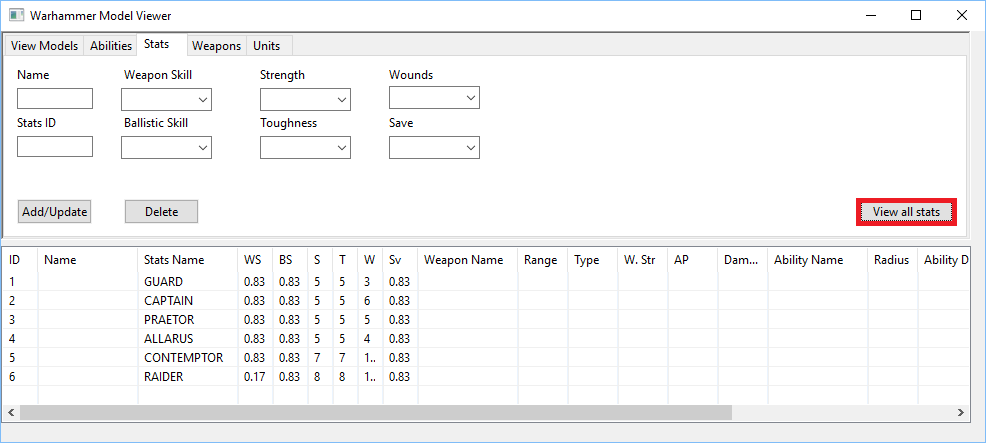 Warhammer Model Viewer
View Models Abilities Stats Weapons Units
Name Weapon Skill Strength Wounds
Stats ID Ballistic Skill Toughness Save
Add/Update Delete View all stats
ID Name Stats Name WS BS S T W Sv Weapon Name Range Type W. Str AP Dam... Ability Name Radius Ability D
1 GUARD 0.83 0.83 5 5 3 0.83
2 CAPTAIN 0.83 0.83 5 5 6 0.83
3 PRAETOR 0.83 0.83 5 5 5 0.83
4 ALLARUS 0.83 0.83 5 5 4 0.83
5 CONTEMPTOR 0.83 0.83 7 7 1.. 0.83
6 RAIDER 0.17 0.83 8 8 1.. 0.83